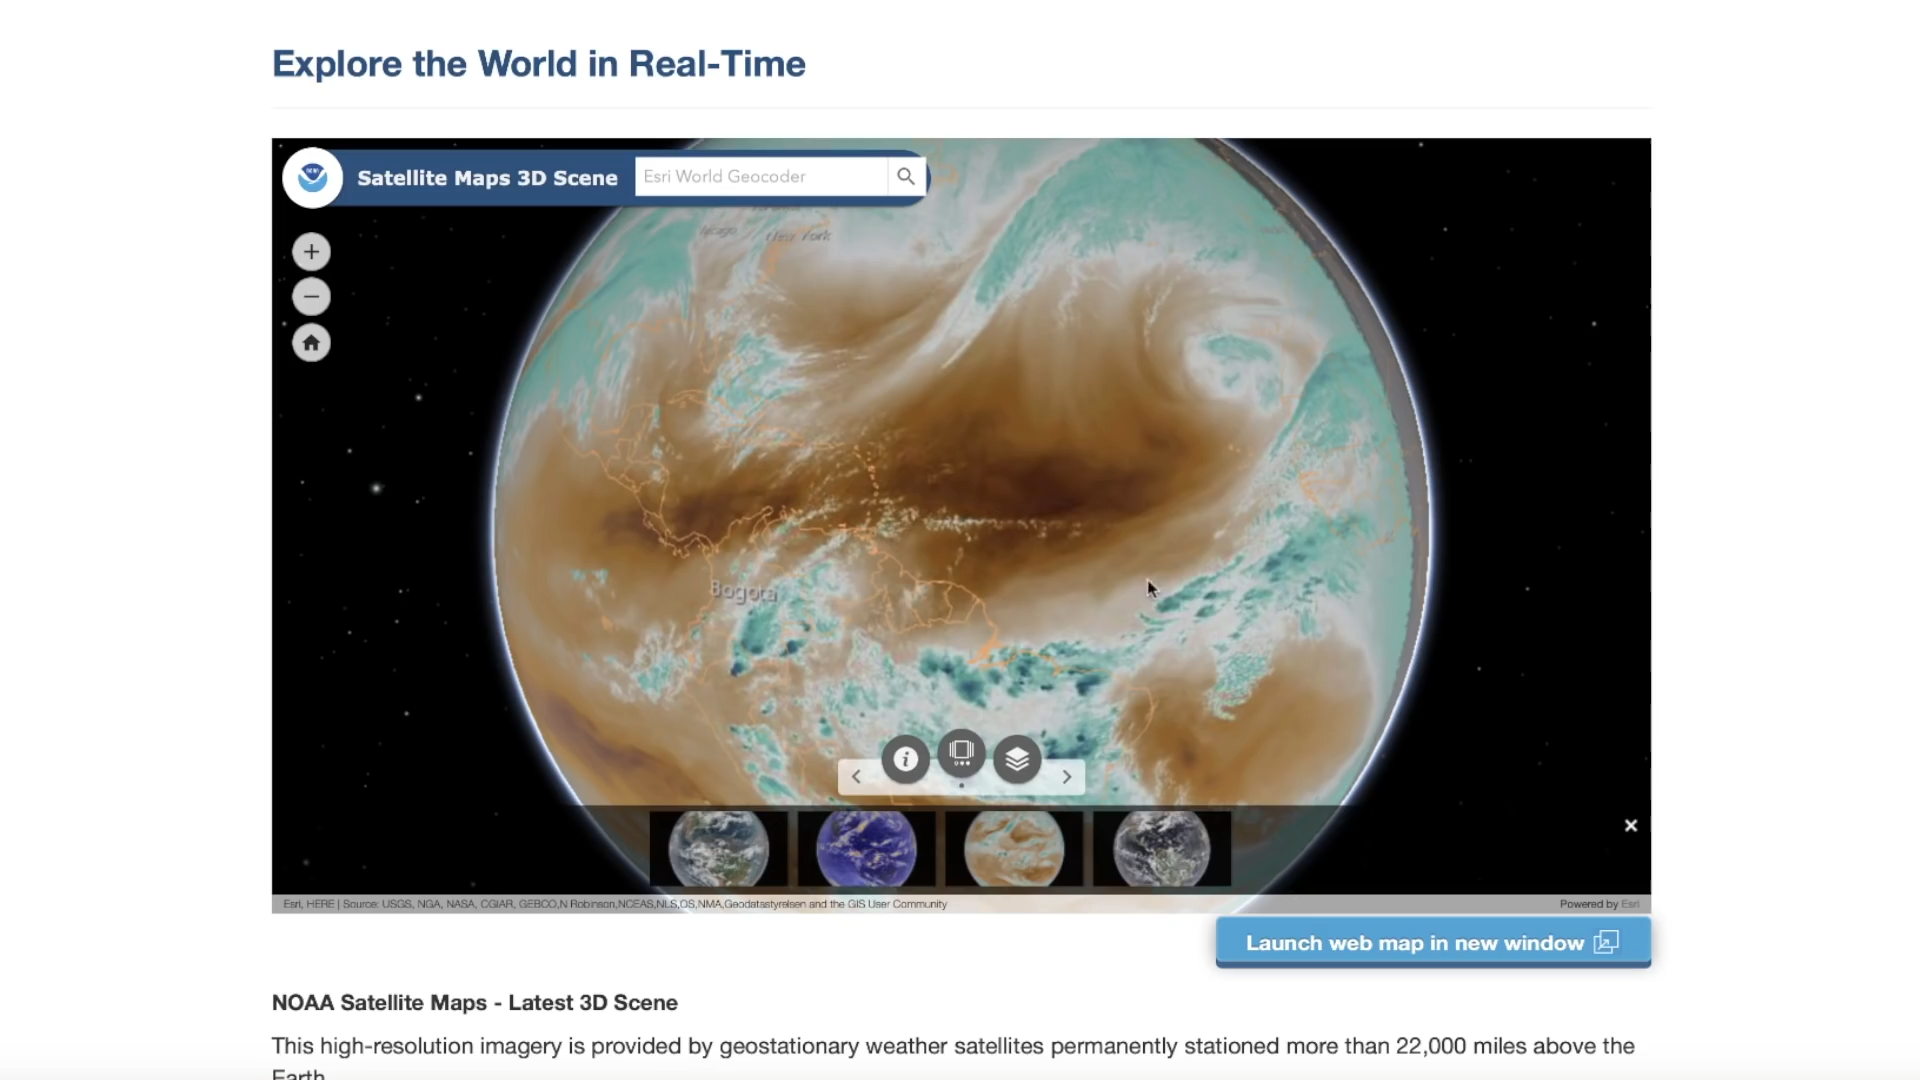 Explore the World in Real-Time
Satellite Maps 3D Scene
Esri World Geocoder
New York
Bogota
Esri, HERE | Source: USGS, NGA, NASA, CGIAR, GEBCO,N Robinson,NCEAS,NLS,OS,NMA,Geodatastyrelsen and the GIS User Community
Powered by Esri
Launch web map in new window
NOAA Satellite Maps - Latest 3D Scene
This high-resolution imagery is provided by geostationary weather satellites permanently stationed more than 22,000 miles above the
Earth